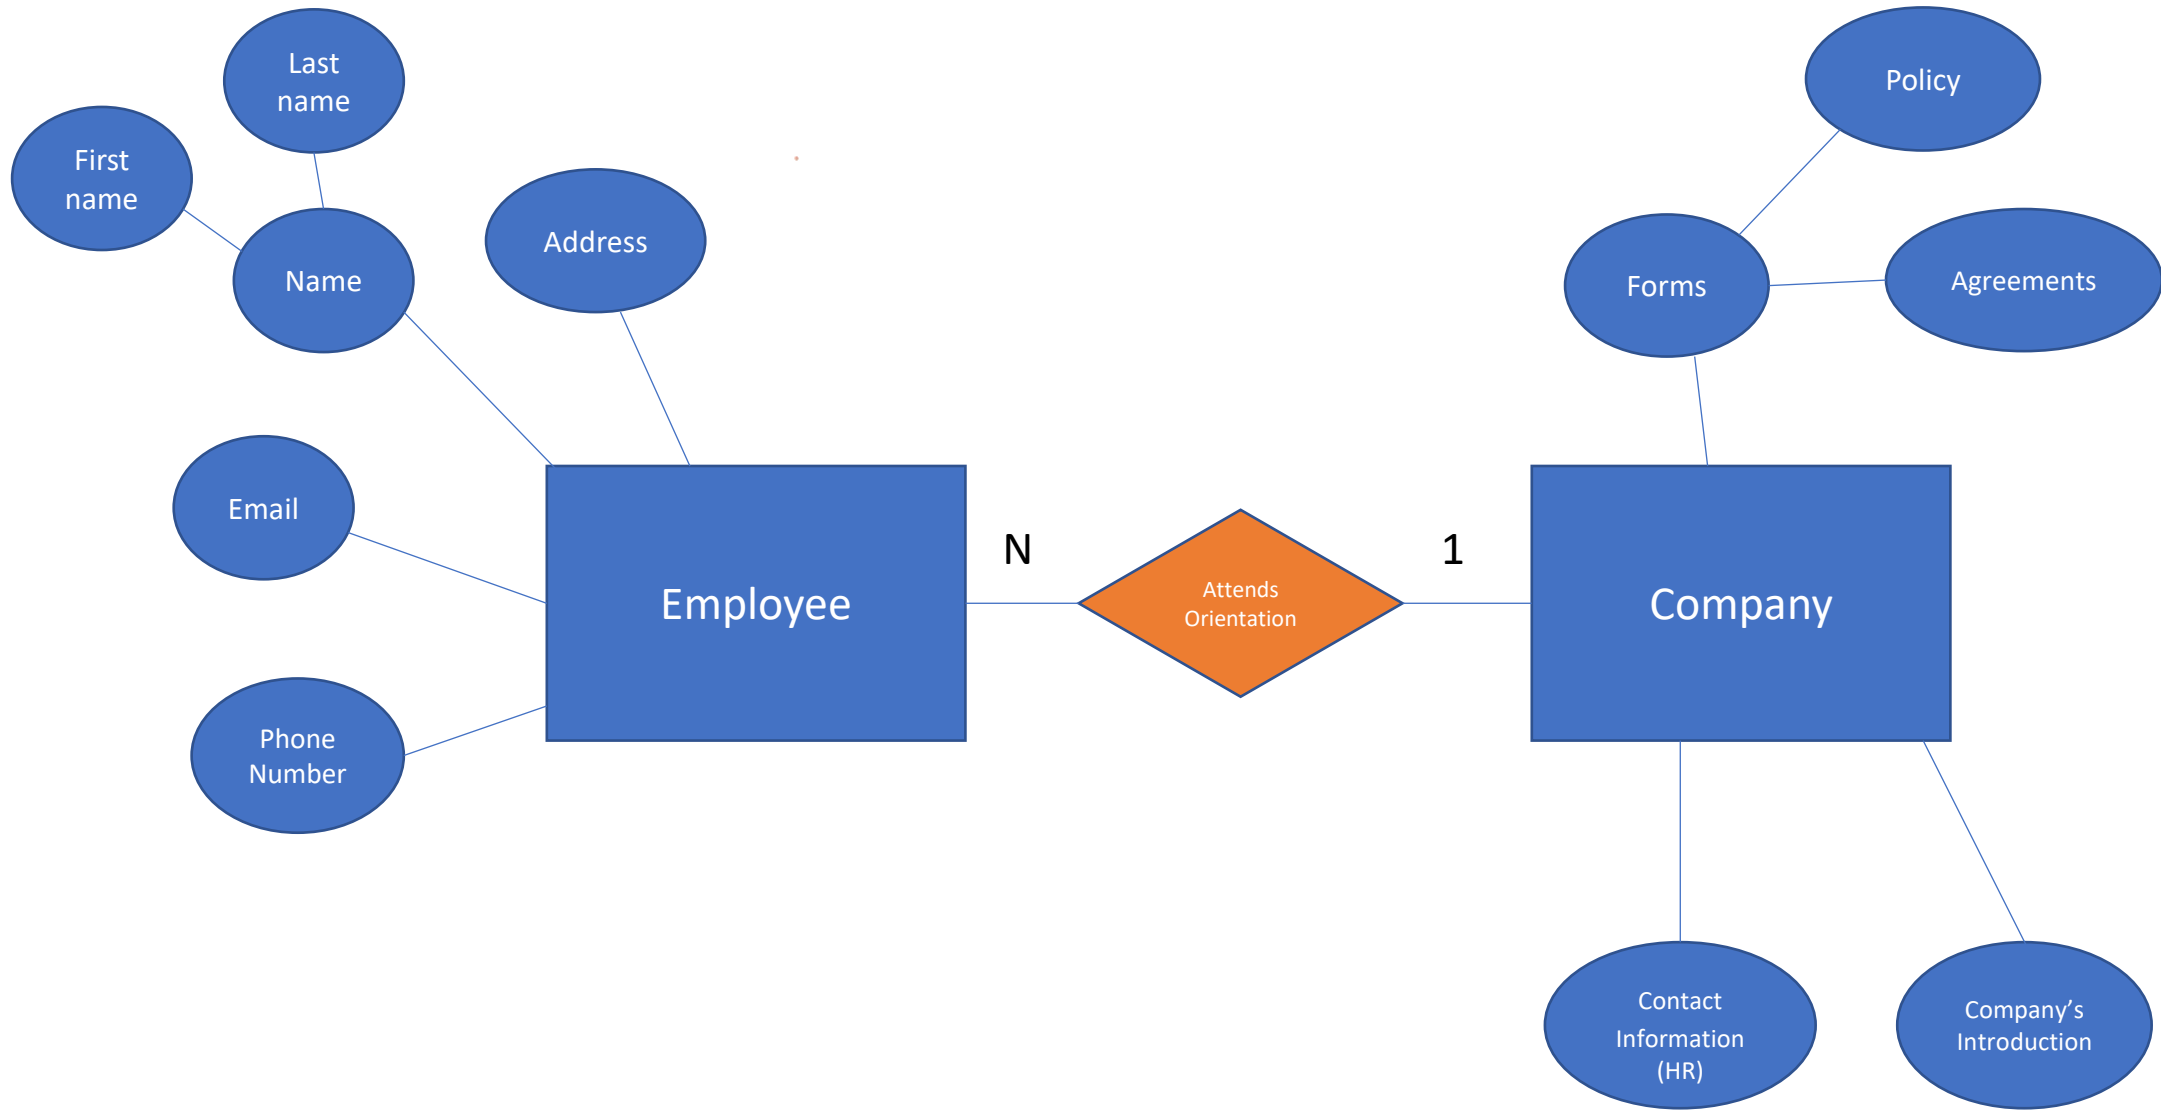 Last
name
First
name
Name
Address
Email
Phone
Number
Employee
N
Attends
Orientation
1
Company
Policy
Forms
Agreements
Contact
Information
(HR)
Company’s
Introduction